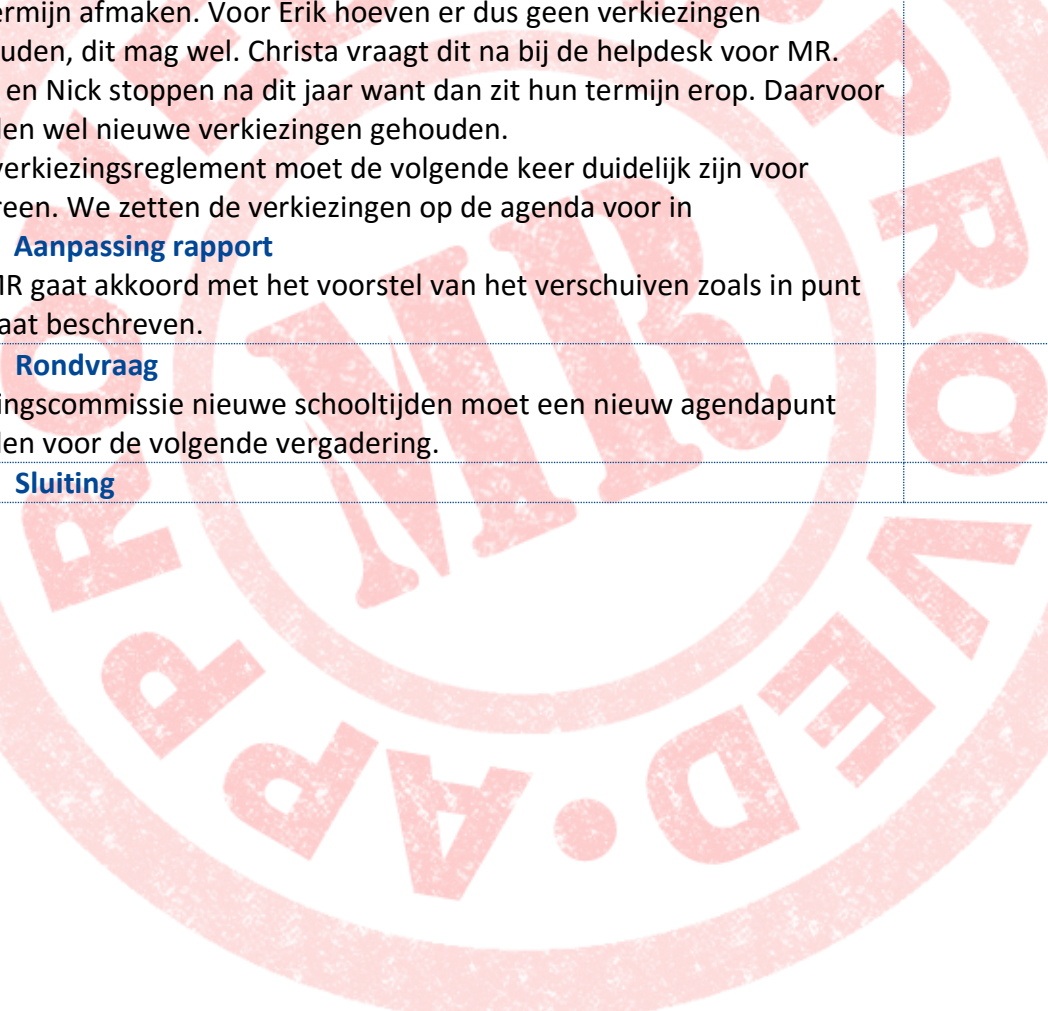 ermijn afmaken. Voor Erik hoeven er dus geen verkiezingen
uden, dit mag wel. Christa vraagt dit na bij de helpdesk voor MR.
en Nick stoppen na dit jaar want dan zit hun termijn erop. Daarvoor
den wel nieuwe verkiezingen gehouden.
verkiezingsreglement moet de volgende keer duidelijk zijn voor
reen. We zetten de verkiezingen op de agenda voor in
Aanpassing rapport
MR gaat akkoord met het voorstel van het verschuiven zoals in punt
aat beschreven.
Rondvraag
ingscommissie nieuwe schooltijden moet een nieuw agendapunt
den voor de volgende vergadering.
Sluiting
MR
APPROVED